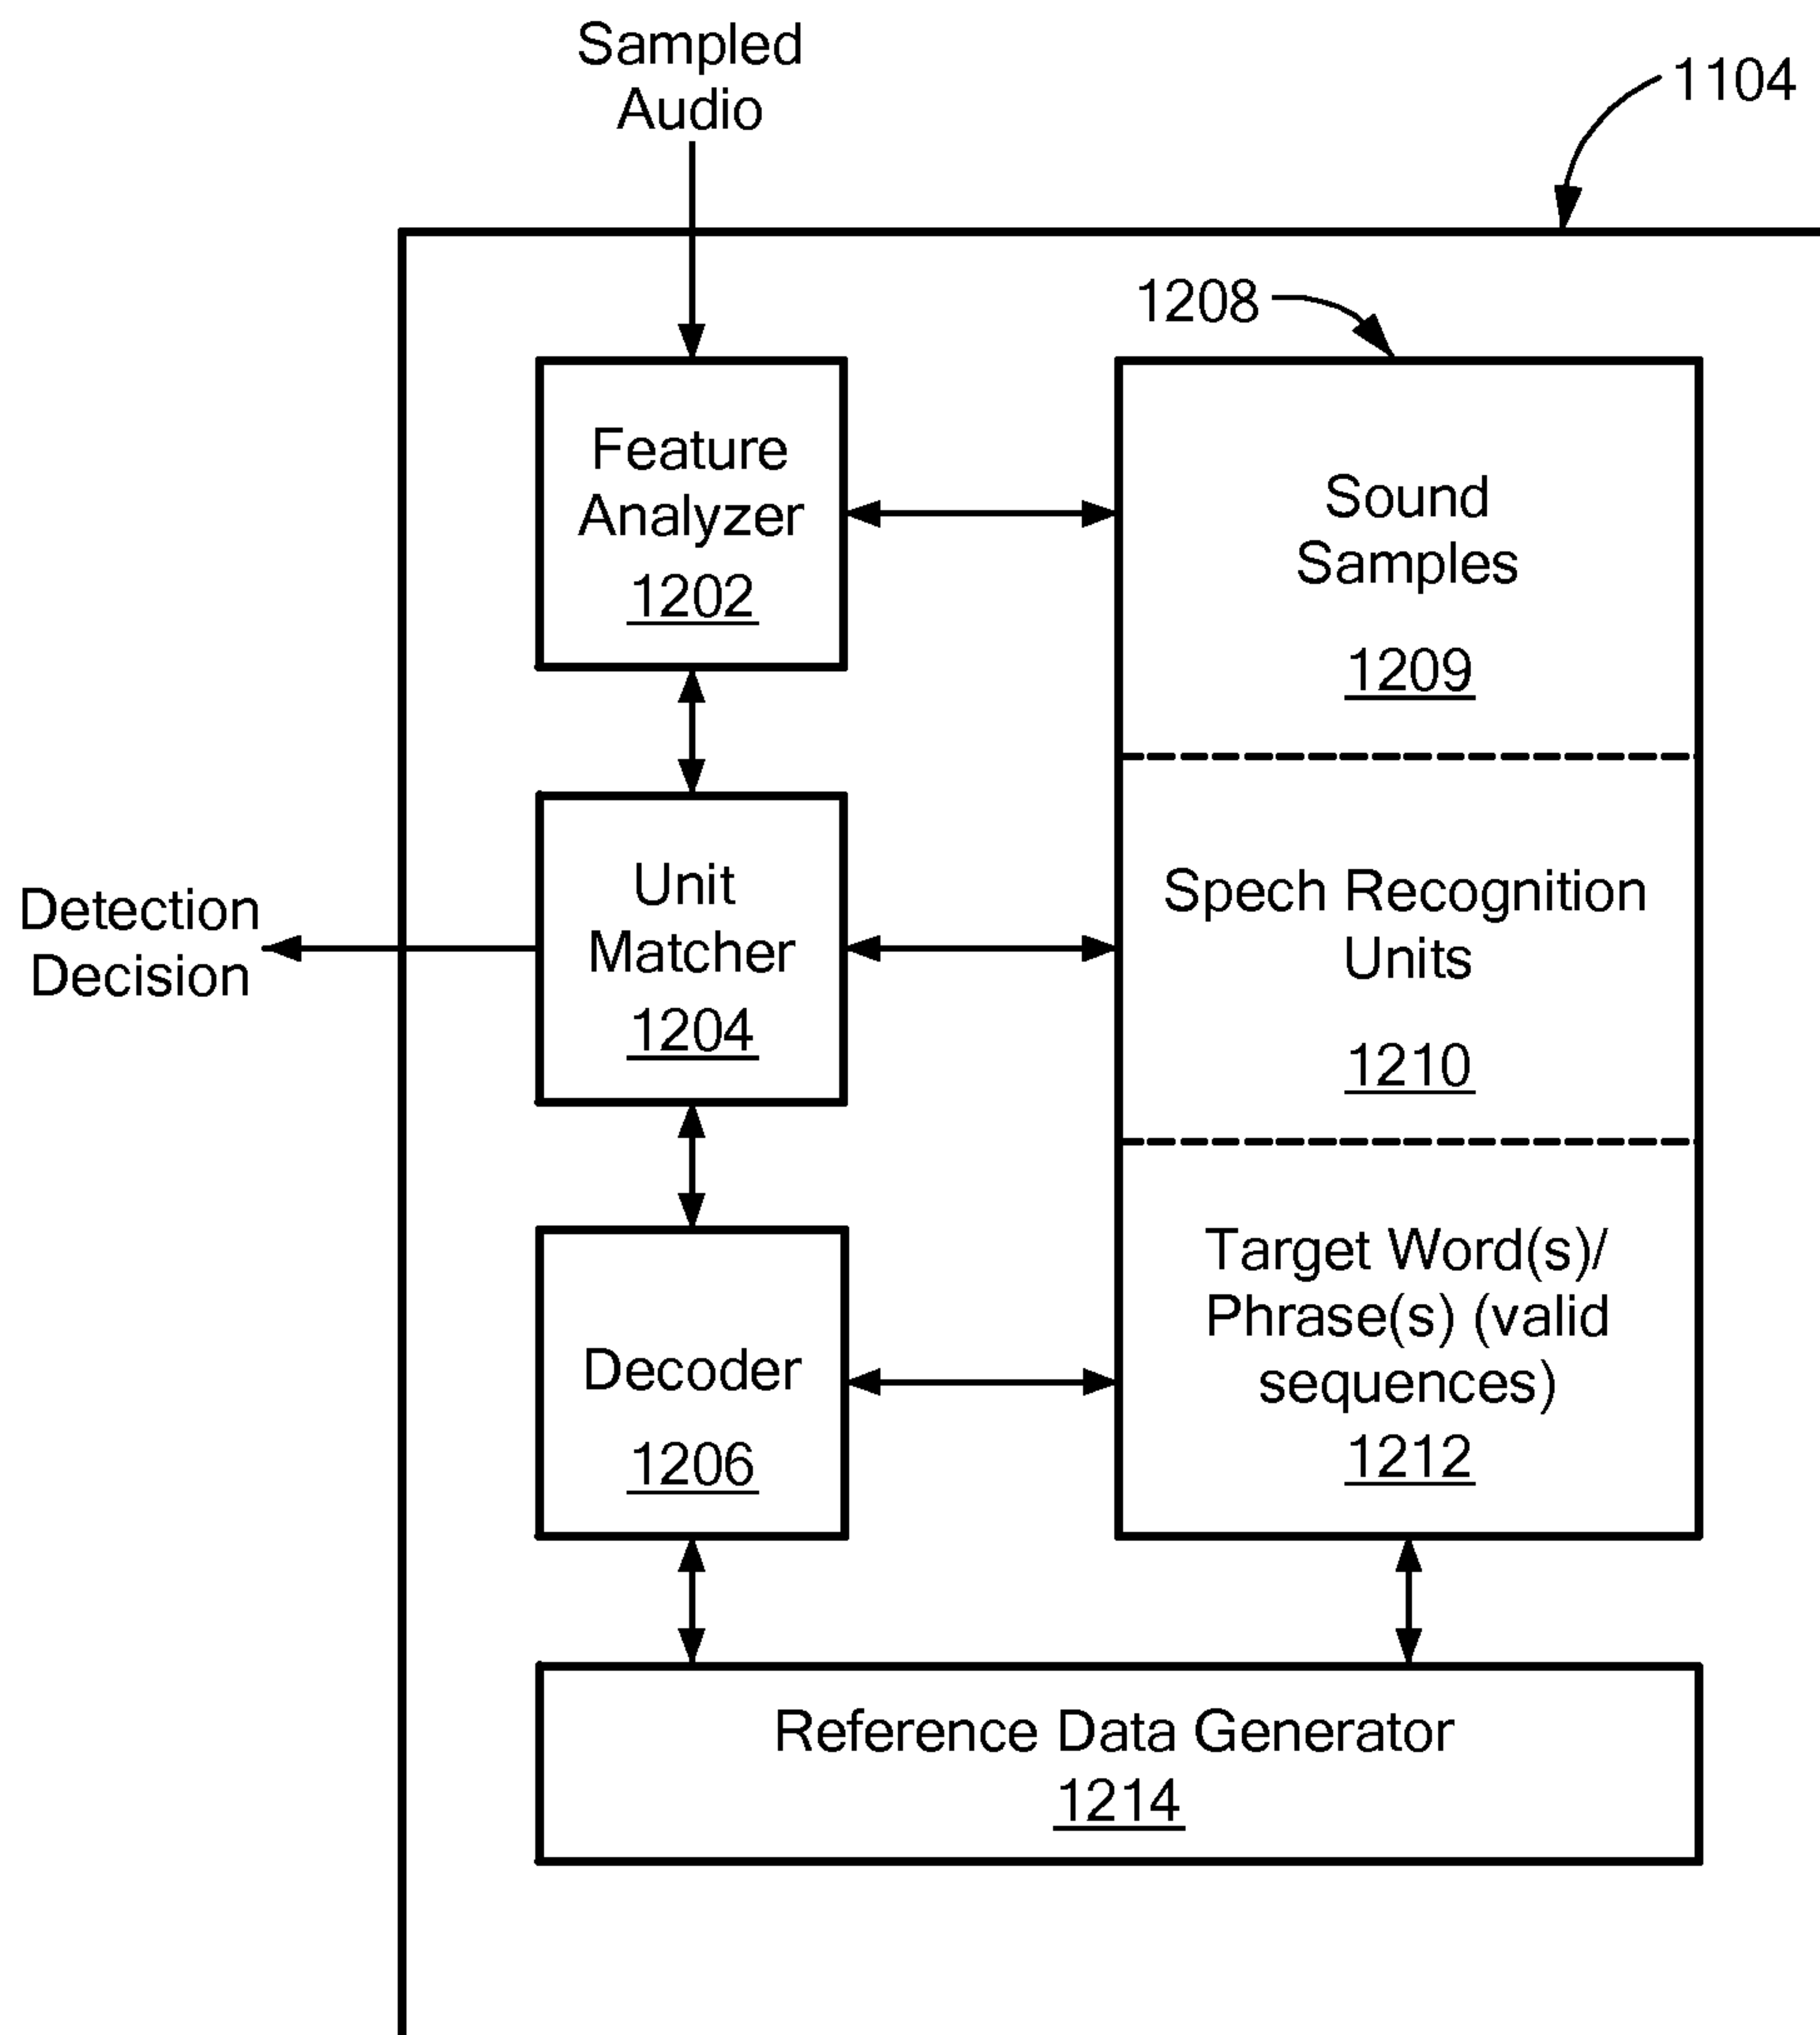 Sampled
Audio
1104
1208
Feature
Analyzer
1202
Sound
Samples
1209
Detection
Decision
Unit
Matcher
1204
Spech Recognition
Units
1210
Decoder
1206
Target Word(s)/
Phrase(s) (valid
sequences)
1212
Reference Data Generator
1214